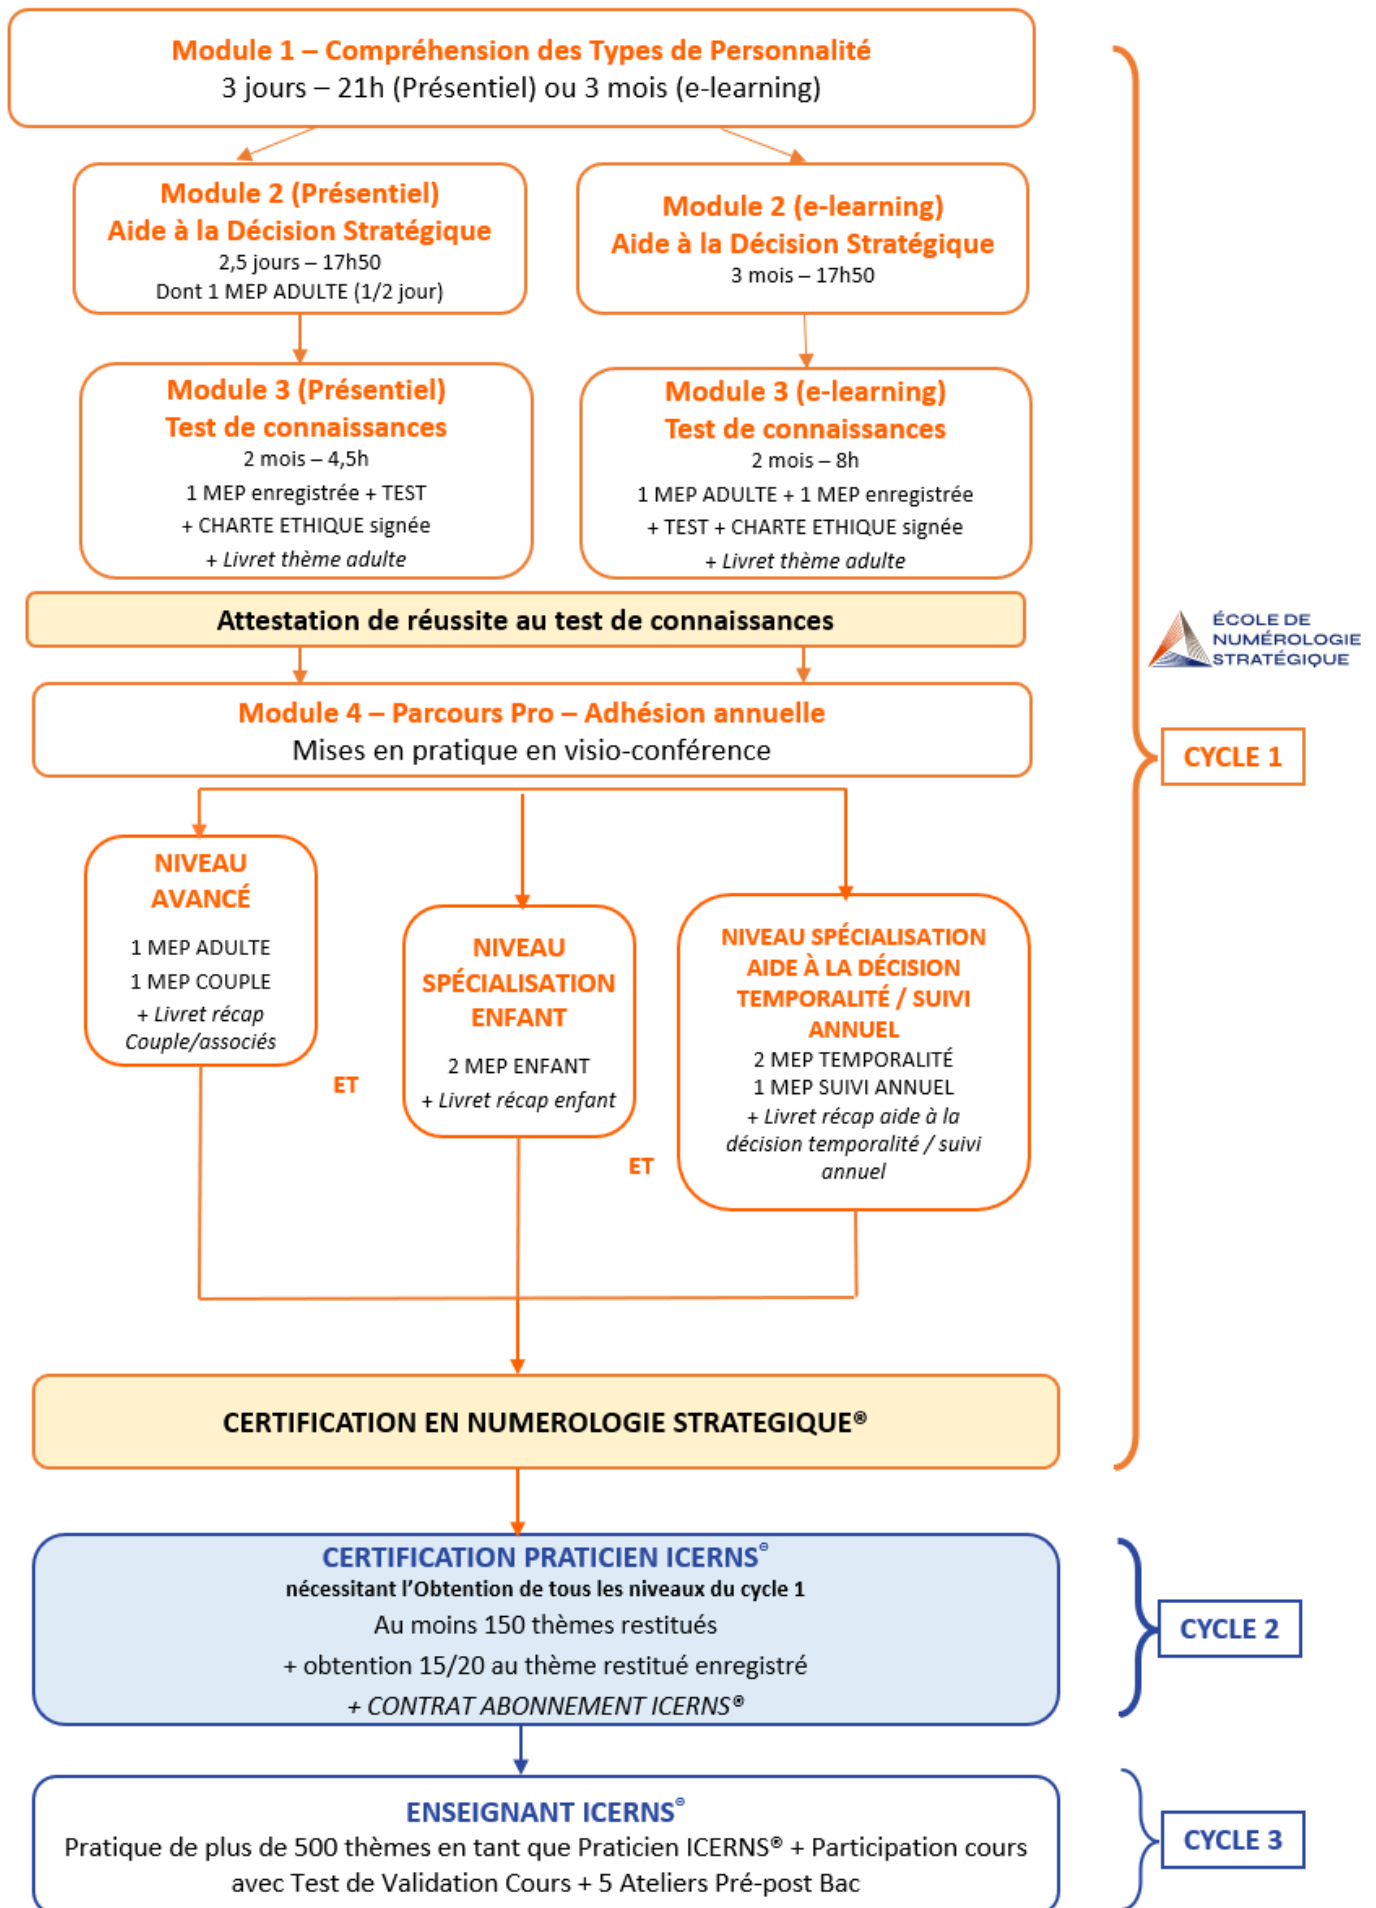 Module 1 – Compréhension des Types de Personnalité
3 jours – 21h (Présentiel) ou 3 mois (e-learning)
Module 2 (Présentiel)
Aide à la Décision Stratégique
2,5 jours – 17h50
Dont 1 MEP ADULTE (1/2 jour)
Module 2 (e-learning)
Aide à la Décision Stratégique
3 mois – 17h50
Module 3 (Présentiel)
Test de connaissances
2 mois – 4,5h
1 MEP enregistrée + TEST
+ CHARTE ETHIQUE signée
+ Livret thème adulte
Module 3 (e-learning)
Test de connaissances
2 mois – 8h
1 MEP ADULTE + 1 MEP enregistrée
+ TEST + CHARTE ETHIQUE signée
+ Livret thème adulte
Attestation de réussite au test de connaissances
ÉCOLE DE
NUMÉROLOGIE
STRATÉGIQUE
Module 4 – Parcours Pro – Adhésion annuelle
Mises en pratique en visio-conférence
CYCLE 1
NIVEAU
AVANCÉ
1 MEP ADULTE
1 MEP COUPLE
+ Livret récap
Couple/associés
ET
NIVEAU
SPÉCIALISATION
ENFANT
2 MEP ENFANT
+ Livret récap enfant
ET
NIVEAU SPÉCIALISATION
AIDE À LA DÉCISION
TEMPORALITÉ / SUIVI
ANNUEL
2 MEP TEMPORALITÉ
1 MEP SUIVI ANNUEL
+ Livret récap aide à la
décision temporalité / suivi
annuel
CERTIFICATION EN NUMEROLOGIE STRATEGIQUE®
CERTIFICATION PRATICIEN ICERNS®
nécessitant l'Obtention de tous les niveaux du cycle 1
Au moins 150 thèmes restitués
+ obtention 15/20 au thème restitué enregistré
+ CONTRAT ABONNEMENT ICERNS®
CYCLE 2
ENSEIGNANT ICERNS®
Pratique de plus de 500 thèmes en tant que Praticien ICERNS® + Participation cours
avec Test de Validation Cours + 5 Ateliers Pré-post Bac
CYCLE 3